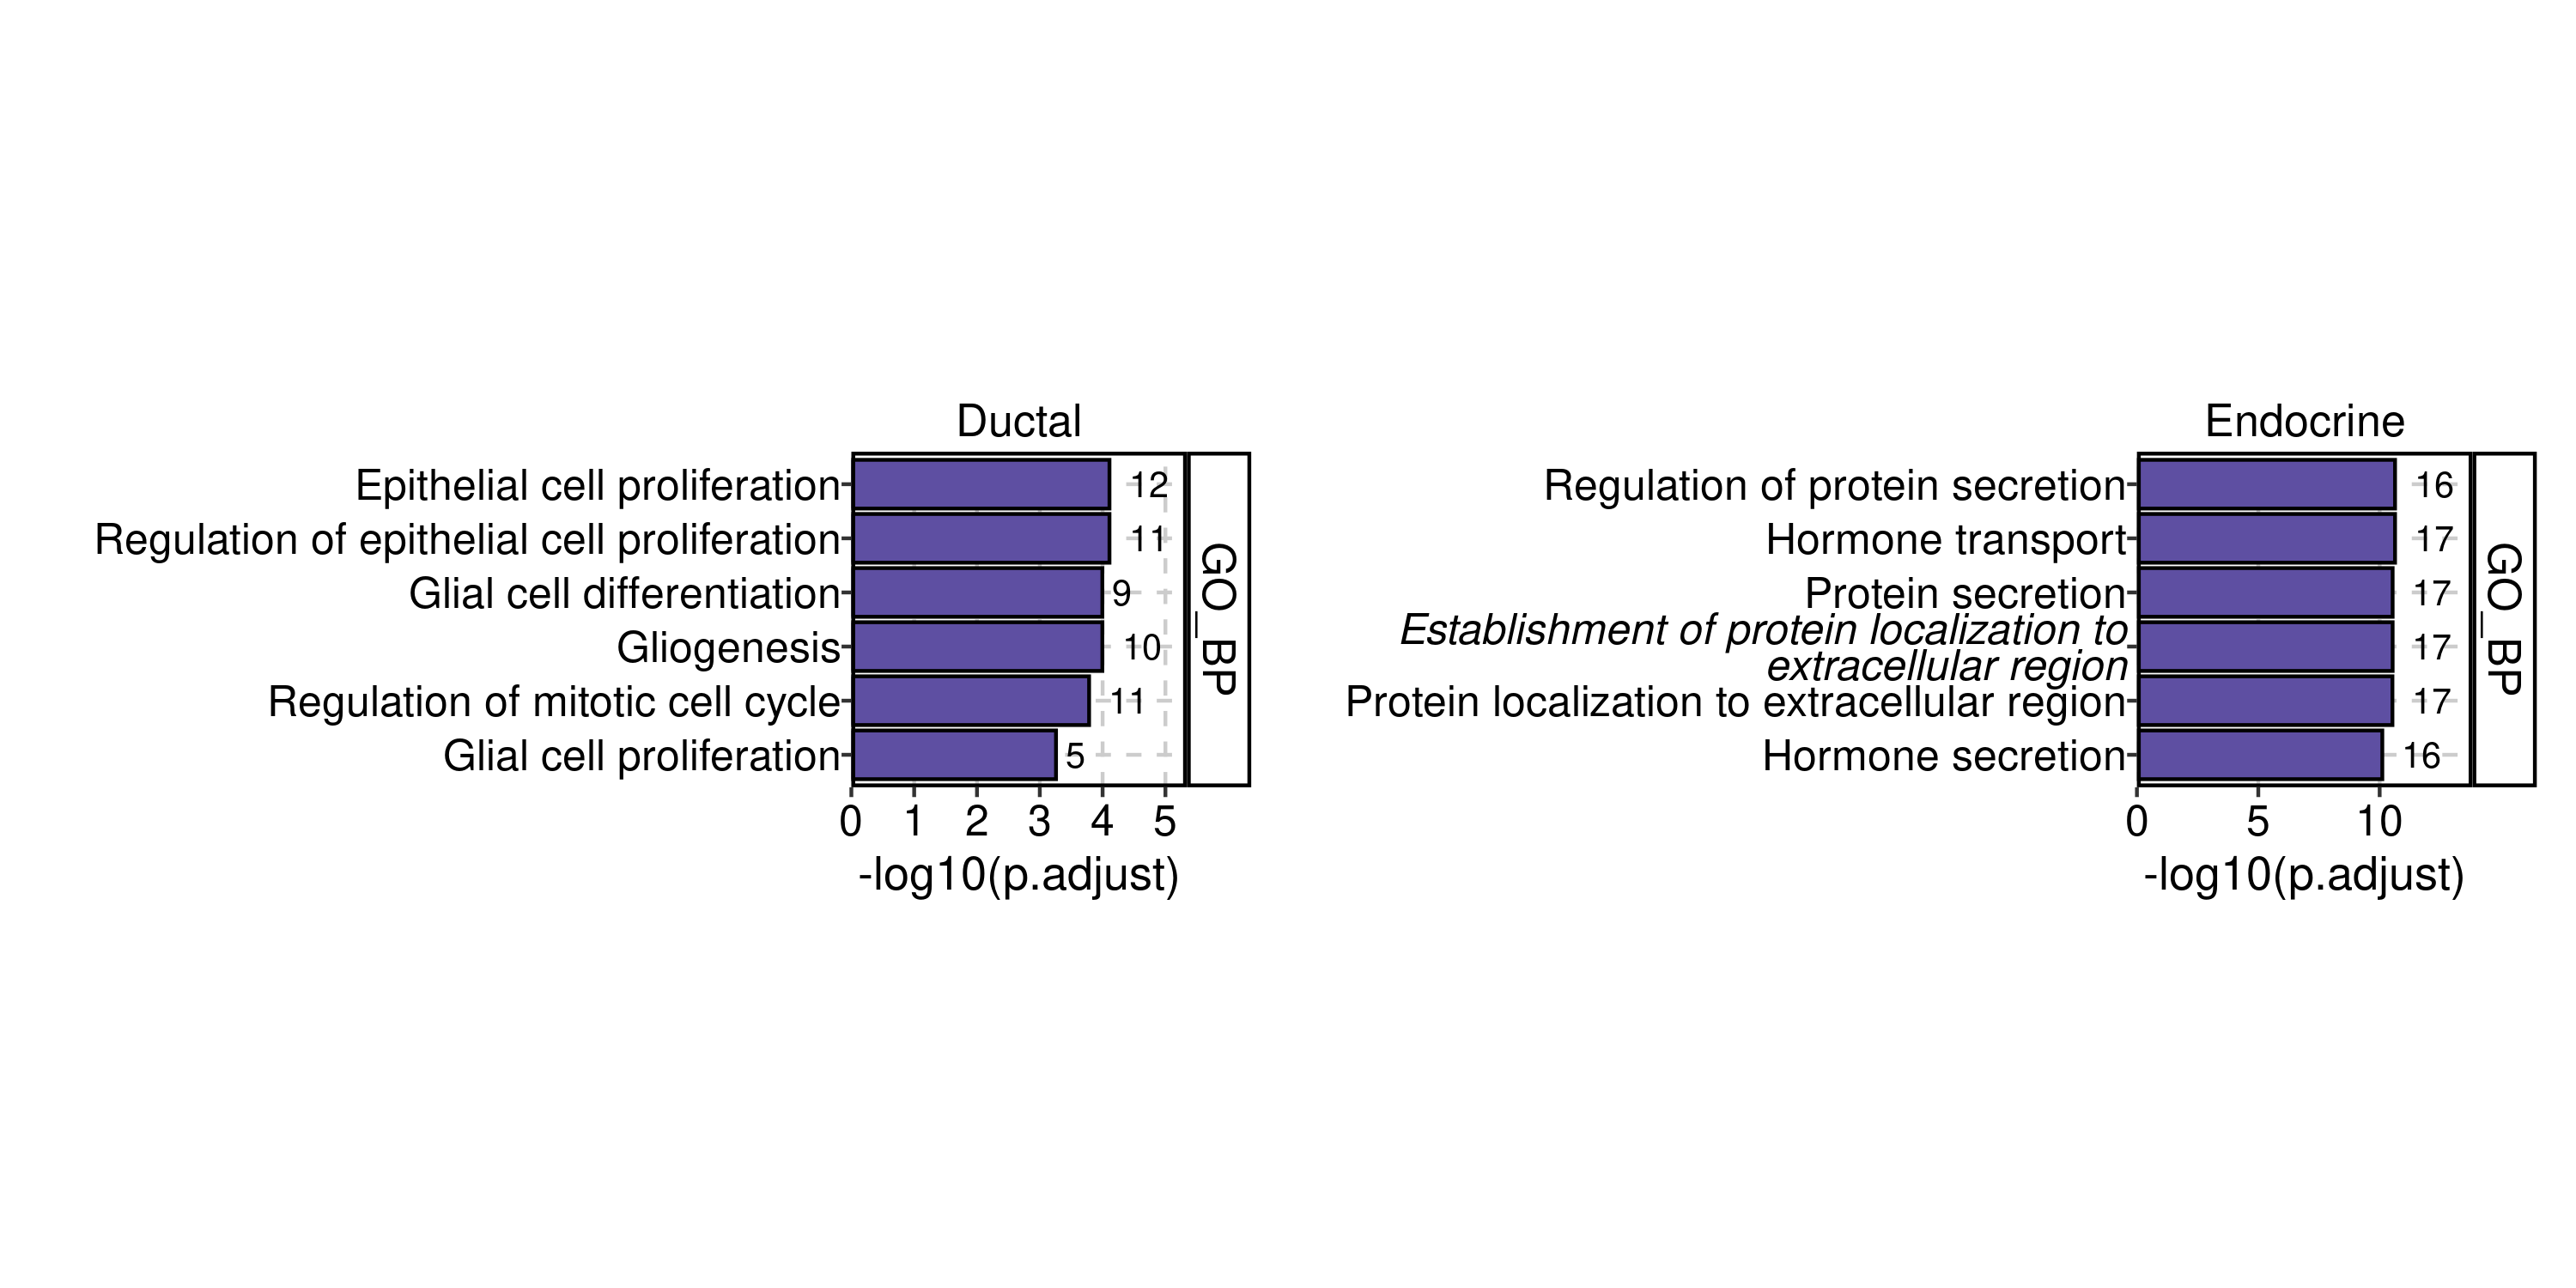 Ductal
Epithelial cell proliferation 12
Regulation of epithelial cell proliferation 11
Glial cell differentiation 9
Gliogenesis 10
Regulation of mitotic cell cycle 11
Glial cell proliferation 5
0 1 2 3 4 5
-log10(p.adjust)
GO_BP
Endocrine
Regulation of protein secretion 16
Hormone transport 17
Protein secretion 17
Establishment of protein localization to
extracellular region 17
Protein localization to extracellular region 17
Hormone secretion 16
0 5 10
-log10(p.adjust)
GO_BP